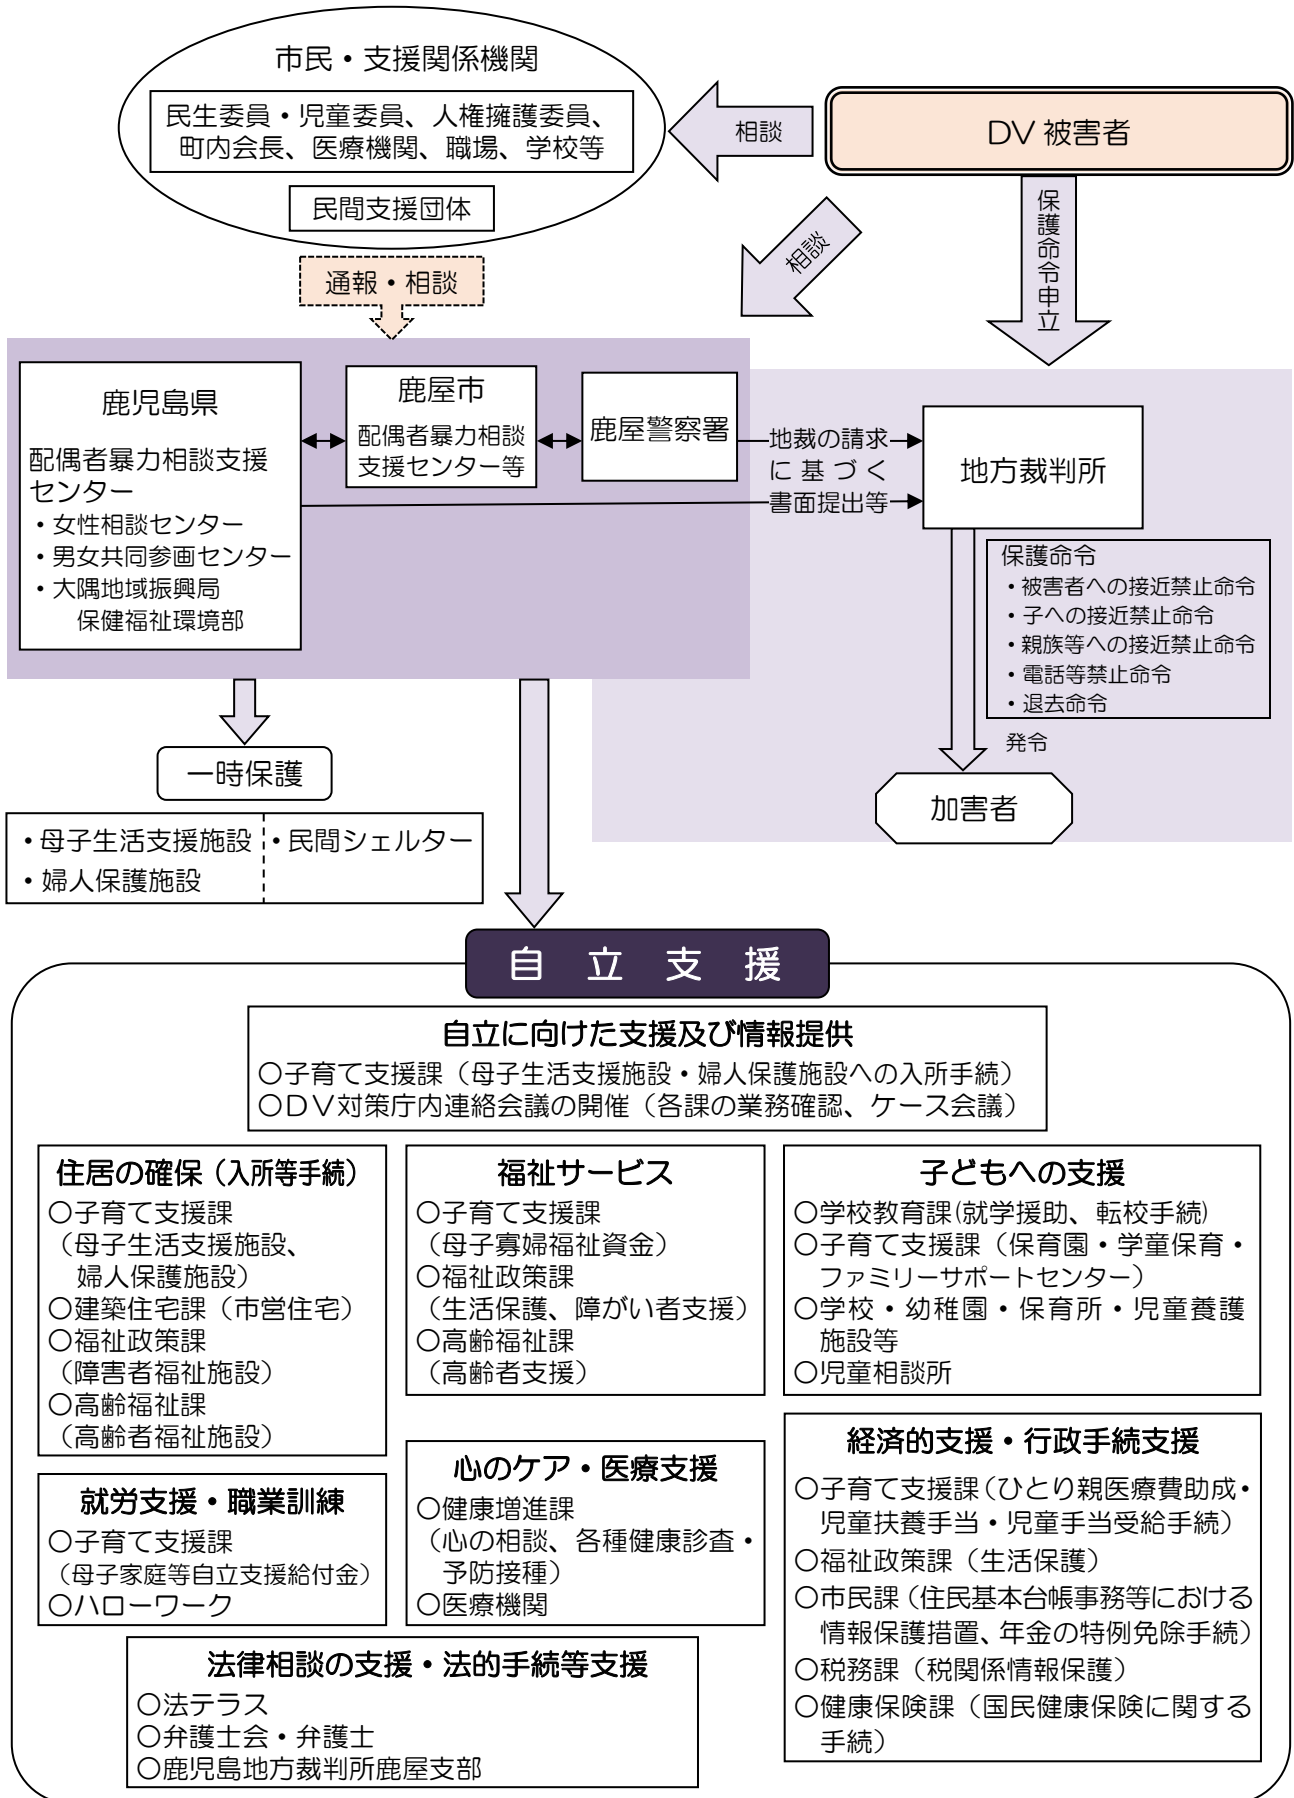 市民・支援関係機関
民生委員・児童委員、人権擁護委員、
町内会長、医療機関、職場、学校等
民間支援団体
相談
DV 被害者
相談
保護命令申立
通報・相談
鹿児島県
配偶者暴力相談支援
センター
・女性相談センター
・男女共同参画センター
・大隅地域振興局
保健福祉環境部
鹿屋市
配偶者暴力相談
支援センター等
鹿屋警察署
地裁の請求
に基づく
書面提出等
地方裁判所
保護命令
・被害者への接近禁止命令
・子への接近禁止命令
・親族等への接近禁止命令
・電話等禁止命令
・退去命令
発令
加害者
一時保護
・母子生活支援施設
・婦人保護施設
・民間シェルター
自立支援
自立に向けた支援及び情報提供
○子育て支援課（母子生活支援施設・婦人保護施設への入所手続）
○DV対策庁内連絡会議の開催（各課の業務確認、ケース会議）
住居の確保（入所等手続）
○子育て支援課
（母子生活支援施設、
婦人保護施設）
○建築住宅課（市営住宅）
○福祉政策課
（障害者福祉施設）
○高齢福祉課
（高齢者福祉施設）
福祉サービス
○子育て支援課
（母子寡婦福祉資金）
○福祉政策課
（生活保護、障がい者支援）
○高齢福祉課
（高齢者支援）
子どもへの支援
○学校教育課(就学援助、転校手続)
○子育て支援課（保育園・学童保育・
ファミリーサポートセンター）
○学校・幼稚園・保育所・児童養護
施設等
○児童相談所
就労支援・職業訓練
○子育て支援課
（母子家庭等自立支援給付金）
○ハローワーク
心のケア・医療支援
○健康増進課
（心の相談、各種健康診査・
予防接種）
○医療機関
経済的支援・行政手続支援
○子育て支援課（ひとり親医療費助成・
児童扶養手当・児童手当受給手続）
○福祉政策課（生活保護）
○市民課（住民基本台帳事務等における
情報保護措置、年金の特例免除手続）
○税務課（税関係情報保護）
○健康保険課（国民健康保険に関する
手続）
法律相談の支援・法的手続等支援
○法テラス
○弁護士会・弁護士
○鹿児島地方裁判所鹿屋支部